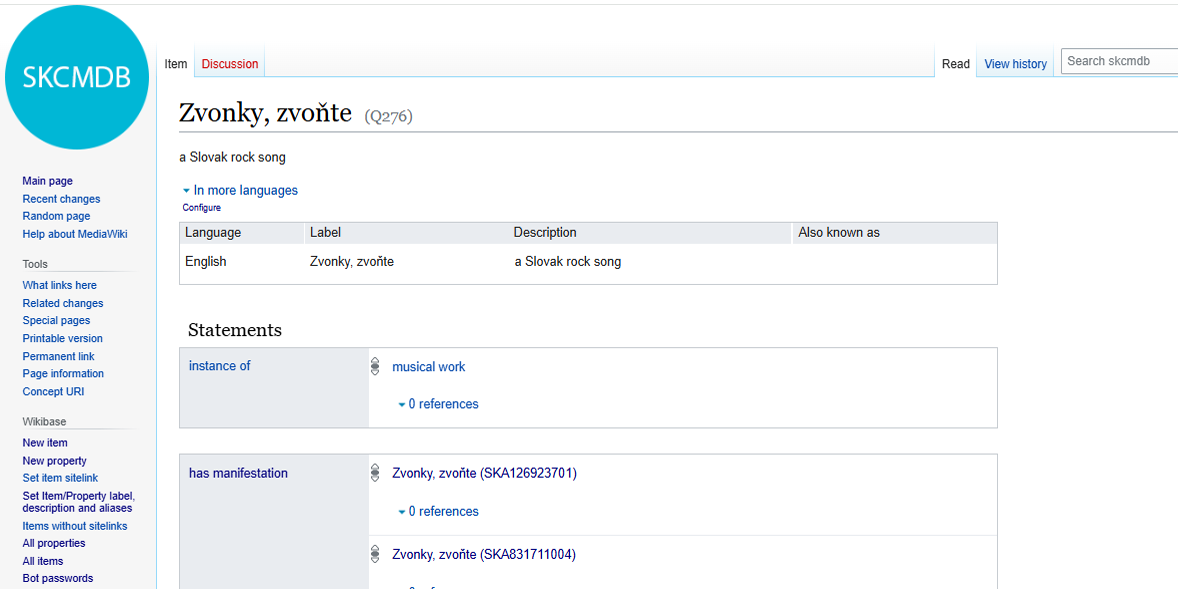 SKCMDB
Item Discussion Read View history Search skcmdb
Zvonky, zvoňte (Q276)
a Slovak rock song
In more languages
Configure
Language Label Description Also known as
English Zvonky, zvoňte a Slovak rock song
Statements
instance of musical work
0 references
has manifestation Zvonky, zvoňte (SKA126923701)
0 references
Zvonky, zvoňte (SKA831711004)
Main page
Recent changes
Random page
Help about MediaWiki
Tools
What links here
Related changes
Special pages
Printable version
Permanent link
Page information
Concept URI
Wikibase
New item
New property
Set item sitelink
Set Item/Property label,
description and aliases
Items without sitelinks
All properties
All items
Bot passwords